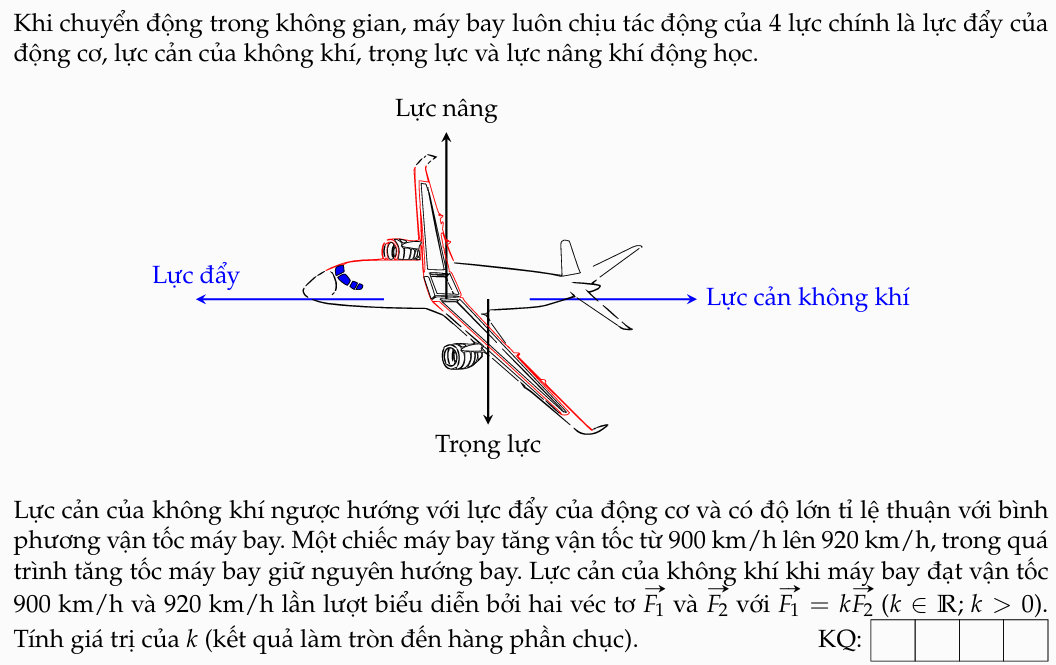 Khi chuyển động trong không gian, máy bay luôn chịu tác động của 4 lực chính là lực đẩy của
động cơ, lực cản của không khí, trọng lực và lực nâng khí động học.
Lực nâng
Lực đẩy
Lực cản không khí
Trọng lực
Lực cản của không khí ngược hướng với lực đẩy của động cơ và có độ lớn tỉ lệ thuận với bình
phương vận tốc máy bay. Một chiếc máy bay tăng vận tốc từ 900 km/h lên 920 km/h, trong quá
trình tăng tốc máy bay giữ nguyên hướng bay. Lực cản của không khí khi máy bay đạt vận tốc
900 km/h và 920 km/h lần lượt biểu diễn bởi hai véc tơ $\overrightarrow{F_1}$ và $\overrightarrow{F_2}$ với $\overrightarrow{F_1} = k\overrightarrow{F_2}$ ($k \in \mathbb{R}; k > 0$).
Tính giá trị của k (kết quả làm tròn đến hàng phần chục). KQ: